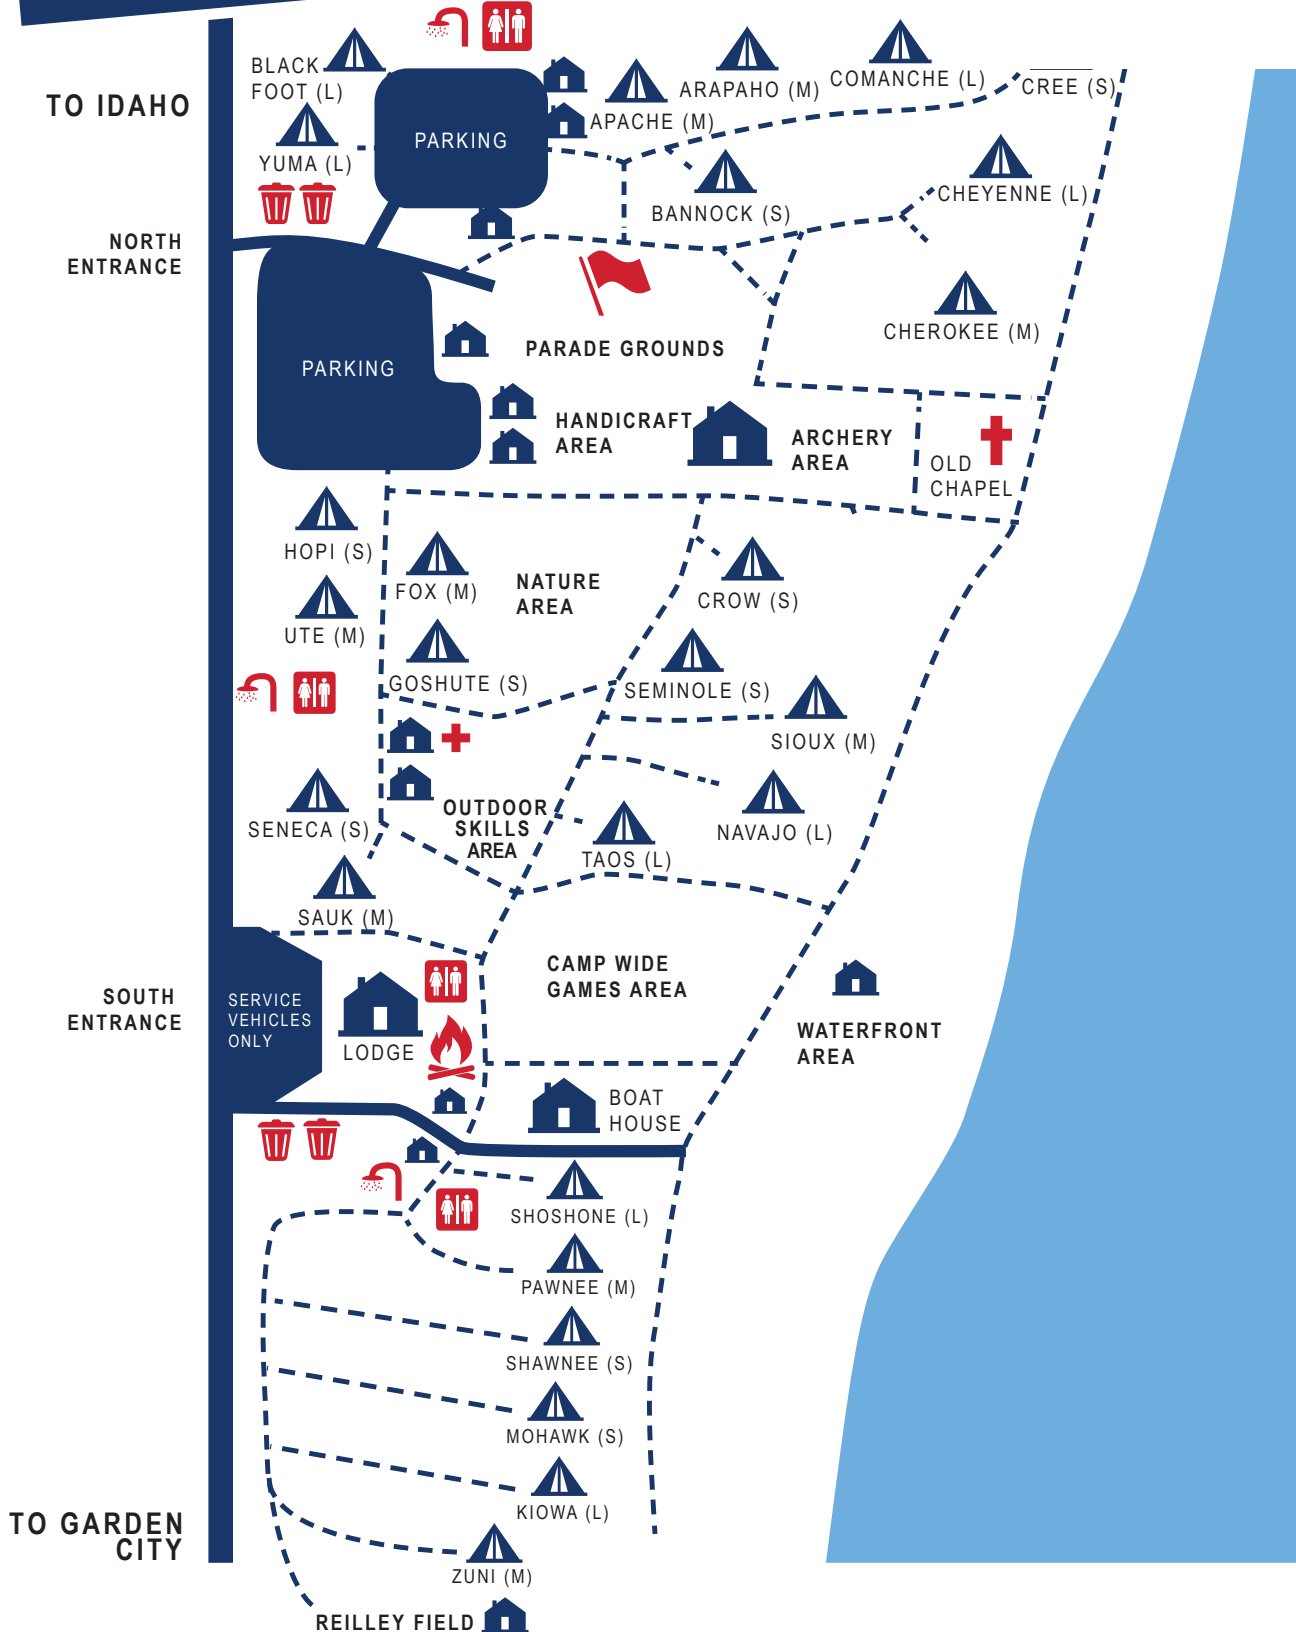 BLACK
FOOT (L)
TO IDAHO
ARAPAHO (M)
COMANCHE (L)
CREE (S)
APACHE (M)
PARKING
YUMA (L)
CHEYENNE (L)
BANNOCK (S)
NORTH
ENTRANCE
CHEROKEE (M)
PARADE GROUNDS
PARKING
HANDICRAFT
AREA
ARCHERY
AREA
OLD
CHAPEL
HOPI (S)
FOX (M)
NATURE
AREA
CROW (S)
UTE (M)
GOSHUTE (S)
SEMINOLE (S)
SIOUX (M)
OUTDOOR
SKILLS
AREA
SENECA (S)
NAVAJO (L)
TAOS (L)
SAUK (M)
CAMP WIDE
GAMES AREA
SOUTH
ENTRANCE
SERVICE
VEHICLES
ONLY
LODGE
WATERFRONT
AREA
BOAT
HOUSE
SHOSHONE (L)
PAWNEE (M)
SHAWNEE (S)
MOHAWK (S)
KIOWA (L)
TO GARDEN
CITY
ZUNI (M)
REILLEY FIELD